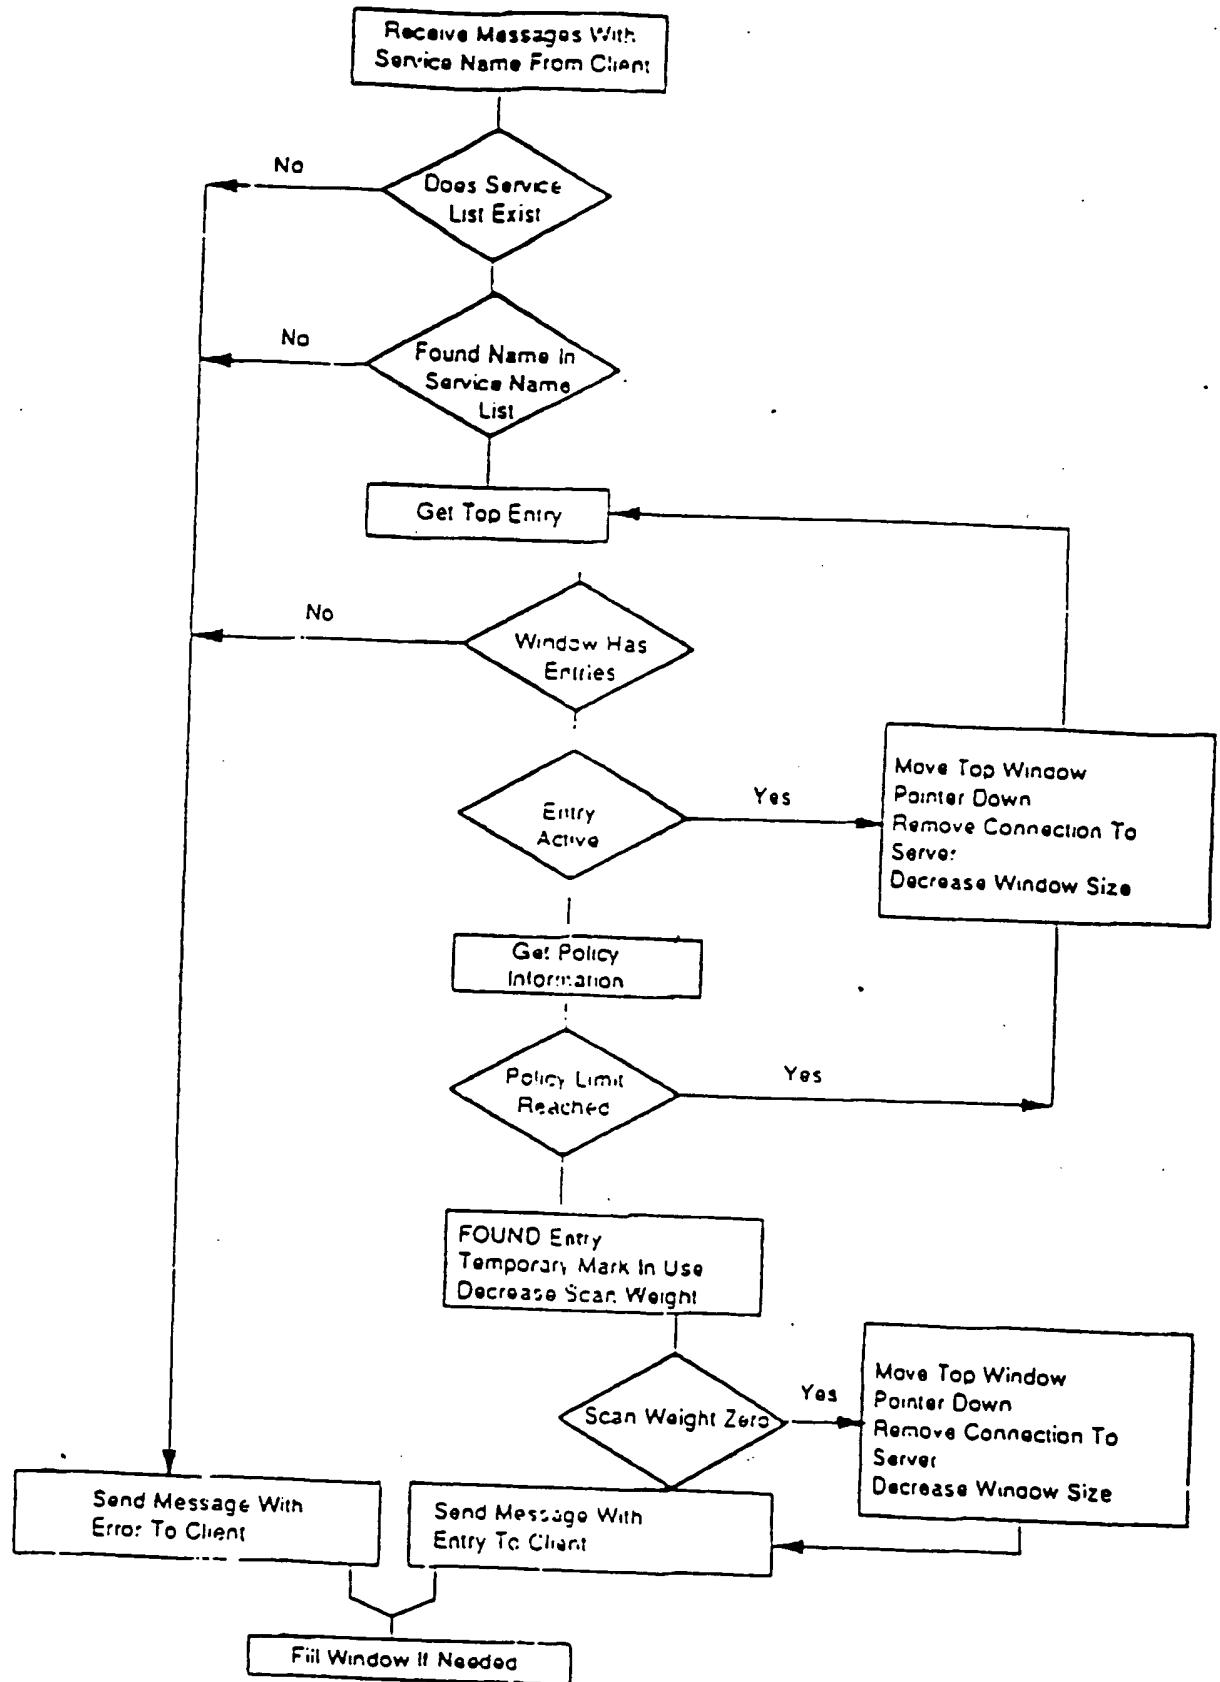 Receive Messages With
Service Name From Client
No
Does Service
List Exist
No
Found Name In
Service Name
List
Get Top Entry
No
Window Has
Entries
Entry
Active
Yes
Move Top Window
Pointer Down
Remove Connection To
Server
Decrease Window Size
Get Policy
Information
Policy Limit
Reached
Yes
FOUND Entry
Temporary Mark In Use
Decrease Scan Weight
Scan Weight Zero
Yes
Move Top Window
Pointer Down
Remove Connection To
Server
Decrease Window Size
Send Message With
Error To Client
Send Message With
Entry To Client
Fill Window If Needed